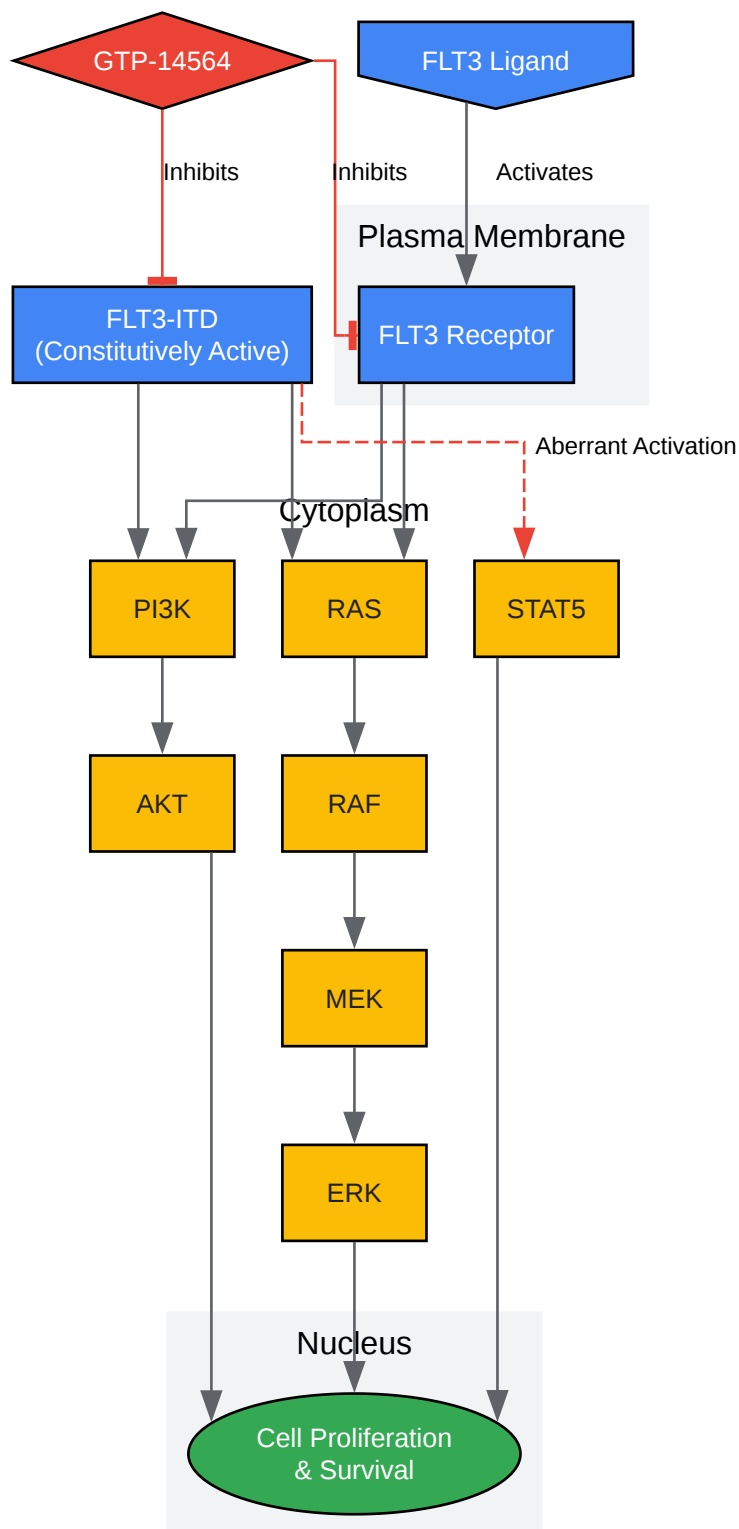 GTP-14564
FLT3 Ligand
Inhibits
Inhibits
Activates
Plasma Membrane
FLT3-ITD
(Constitutively Active)
FLT3 Receptor
Aberrant Activation
Cytoplasm
PI3K
RAS
STAT5
AKT
RAF
MEK
ERK
Nucleus
Cell Proliferation
& Survival